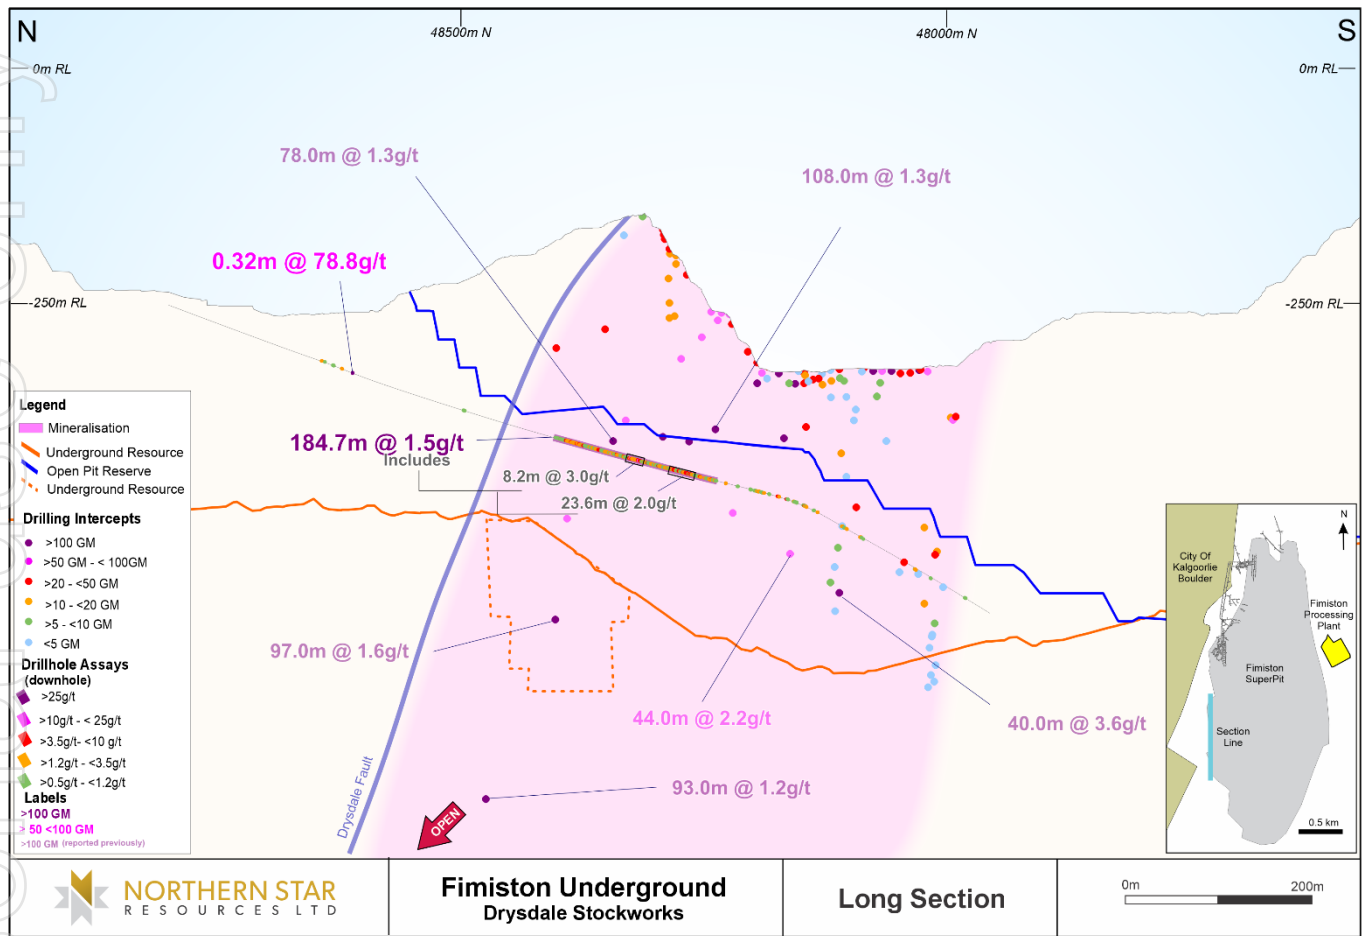 N
48500m N
48000m N
S
0m RL
0m RL
78.0m @ 1.3g/t
108.0m @ 1.3g/t
0.32m @ 78.8g/t
-250m RL
-250m RL
Legend
Mineralisation
Underground Resource
Open Pit Reserve
Underground Resource
Drilling Intercepts
>100 GM
>50 GM - < 100GM
>20 - <50 GM
>10 - <20 GM
>5 - <10 GM
<5 GM
Drillhole Assays
(downhole)
>25g/t
>10g/t - < 25g/t
>3.5g/t- <10 g/t
>1.2g/t - <3.5g/t
>0.5g/t - <1.2g/t
Labels
>100 GM
> 50 <100 GM
>100 GM (reported previously)
184.7m @ 1.5g/t
Includes
8.2m @ 3.0g/t
23.6m @ 2.0g/t
97.0m @ 1.6g/t
44.0m @ 2.2g/t
40.0m @ 3.6g/t
93.0m @ 1.2g/t
Drysdale Fault
OPEN
N
City Of
Kalgoorlie
Boulder
Fimiston
Processing
Plant
Fimiston
SuperPit
Section
Line
0.5 km
NORTHERN STAR
RESOURCES LTD
Fimiston Underground
Drysdale Stockworks
Long Section
0m
200m